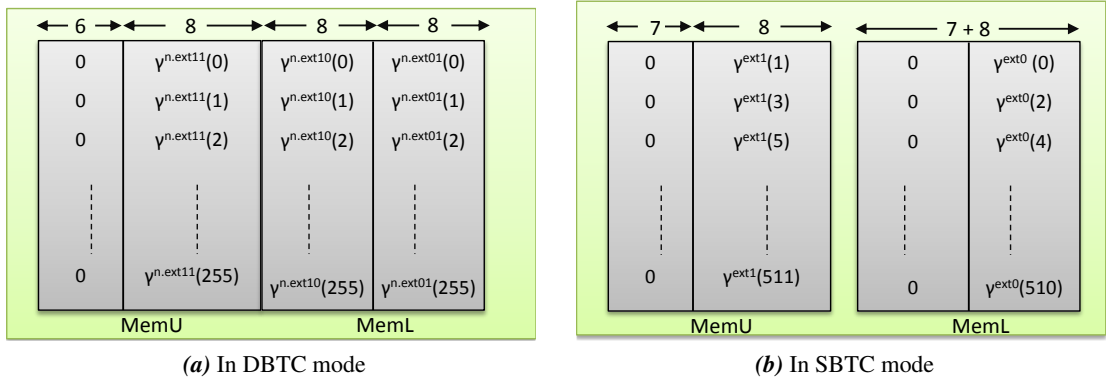 6 8 8 8
0 γ^n.ext11(0) γ^n.ext10(0) γ^n.ext01(0)
0 γ^n.ext11(1) γ^n.ext10(1) γ^n.ext01(1)
0 γ^n.ext11(2) γ^n.ext10(2) γ^n.ext01(2)
0 γ^n.ext11(255) γ^n.ext10(255) γ^n.ext01(255)
MemU MemL
(a) In DBTC mode
7 8 7 + 8
0 γ^ext1(1) 0 γ^ext0 (0)
0 γ^ext1(3) 0 γ^ext0(2)
0 γ^ext1(5) 0 γ^ext0(4)
0 γ^ext1(511) 0 γ^ext0(510)
MemU MemL
(b) In SBTC mode